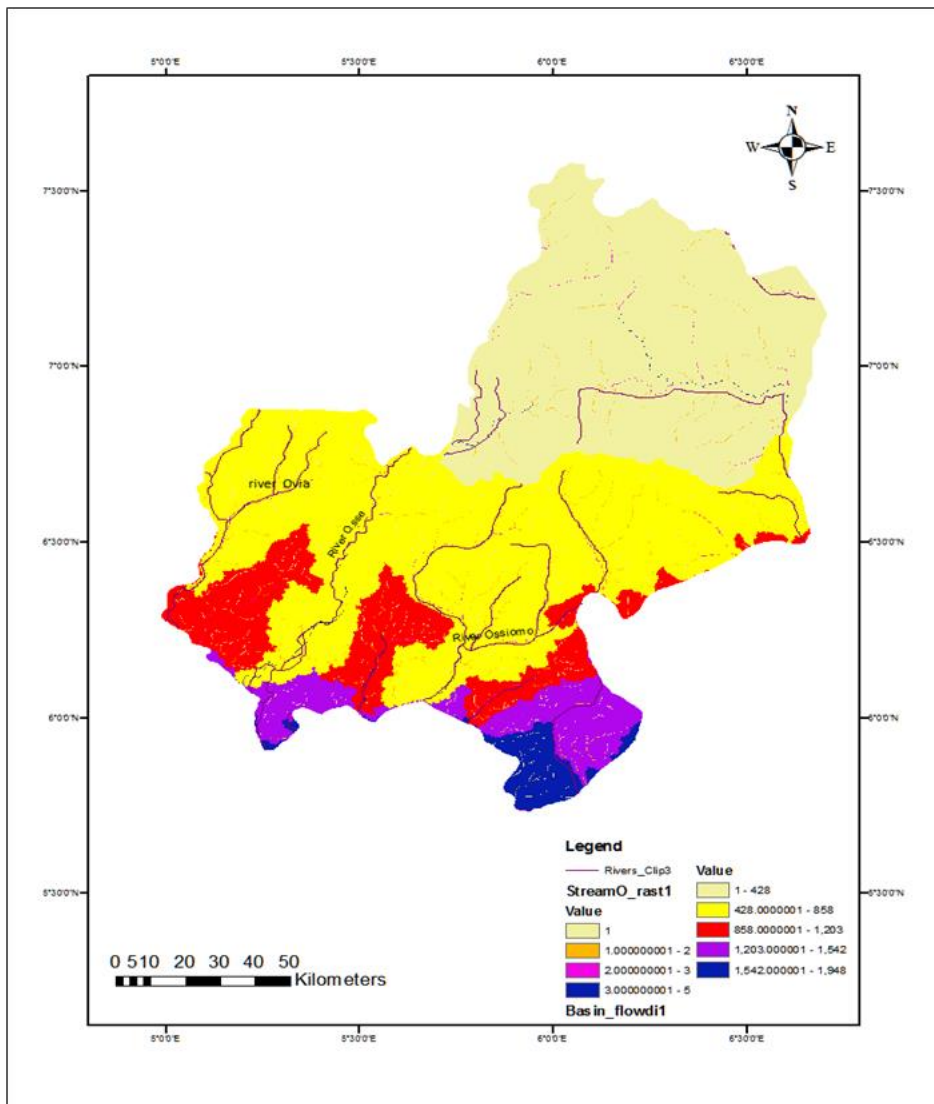 5°0'0"E 5°30'0"E 6°0'0"E 6°30'0"E
N
W E
S
7°30'0"N 7°30'0"N
7°0'0"N 7°0'0"N
river Ovia
River Osse
6°30'0"N 6°30'0"N
River Ossiomo
6°0'0"N 6°0'0"N
Legend
Rivers_Clip3
StreamO_rast1
Value
1
1.000000001 - 2
2.000000001 - 3
3.000000001 - 5
Basin_flowdi1
Value
1 - 428
428.0000001 - 858
858.0000001 - 1,203
1,203.000001 - 1,542
1,542.000001 - 1,948
5°30'0"N 5°30'0"N
0 5 10 20 30 40 50
Kilometers
5°0'0"E 5°30'0"E 6°0'0"E 6°30'0"E